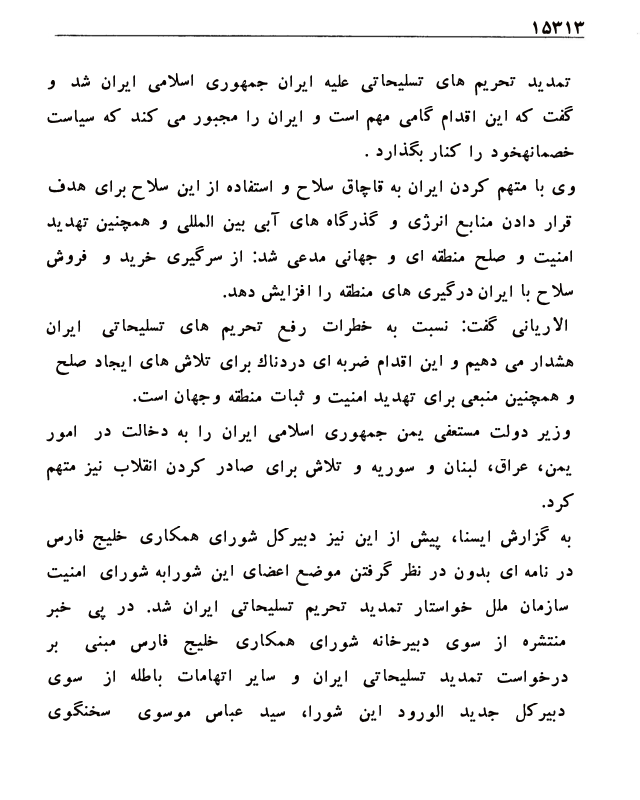 ۱۵۳۱۳
تمدید تحریم های تسلیحاتی علیه ایران جمهوری اسلامی ایران شد و
گفت که این اقدام گامی مهم است و ایران را مجبور می کند که سیاست
خصمانهخود را کنار بگذارد .
وی با متهم کردن ایران به قاچاق سلاح و استفاده از این سلاح برای هدف
قرار دادن منابع انرژی و گذرگاه های آبی بین المللی و همچنین تهدید
امنیت و صلح منطقه ای و جهانی مدعی شد: از سرگیری خرید و فروش
سلاح با ایران درگیری های منطقه را افزایش دهد.
الاریانی گفت: نسبت به خطرات رفع تحریم های تسلیحاتی ایران
هشدار می دهیم و این اقدام ضربه ای دردناك برای تلاش های ایجاد صلح
و همچنین منبعی برای تهدید امنیت و ثبات منطقه وجهان است.
وزیر دولت مستعفی یمن جمهوری اسلامی ایران را به دخالت در امور
یمن، عراق، لبنان و سوریه و تلاش برای صادر کردن انقلاب نیز متهم
کرد.
به گزارش ایسنا، پیش از این نیز دبیرکل شورای همکاری خلیج فارس
در نامه ای بدون در نظر گرفتن موضع اعضای این شورابه شورای امنیت
سازمان ملل خواستار تمدید تحریم تسلیحاتی ایران شد. در پی خبر
منتشره از سوی دبیرخانه شورای همکاری خلیج فارس مبنی بر
درخواست تمدید تسلیحاتی ایران و سایر اتهامات باطله از سوی
دبیرکل جدید الورود این شورا، سید عباس موسوی سخنگوی